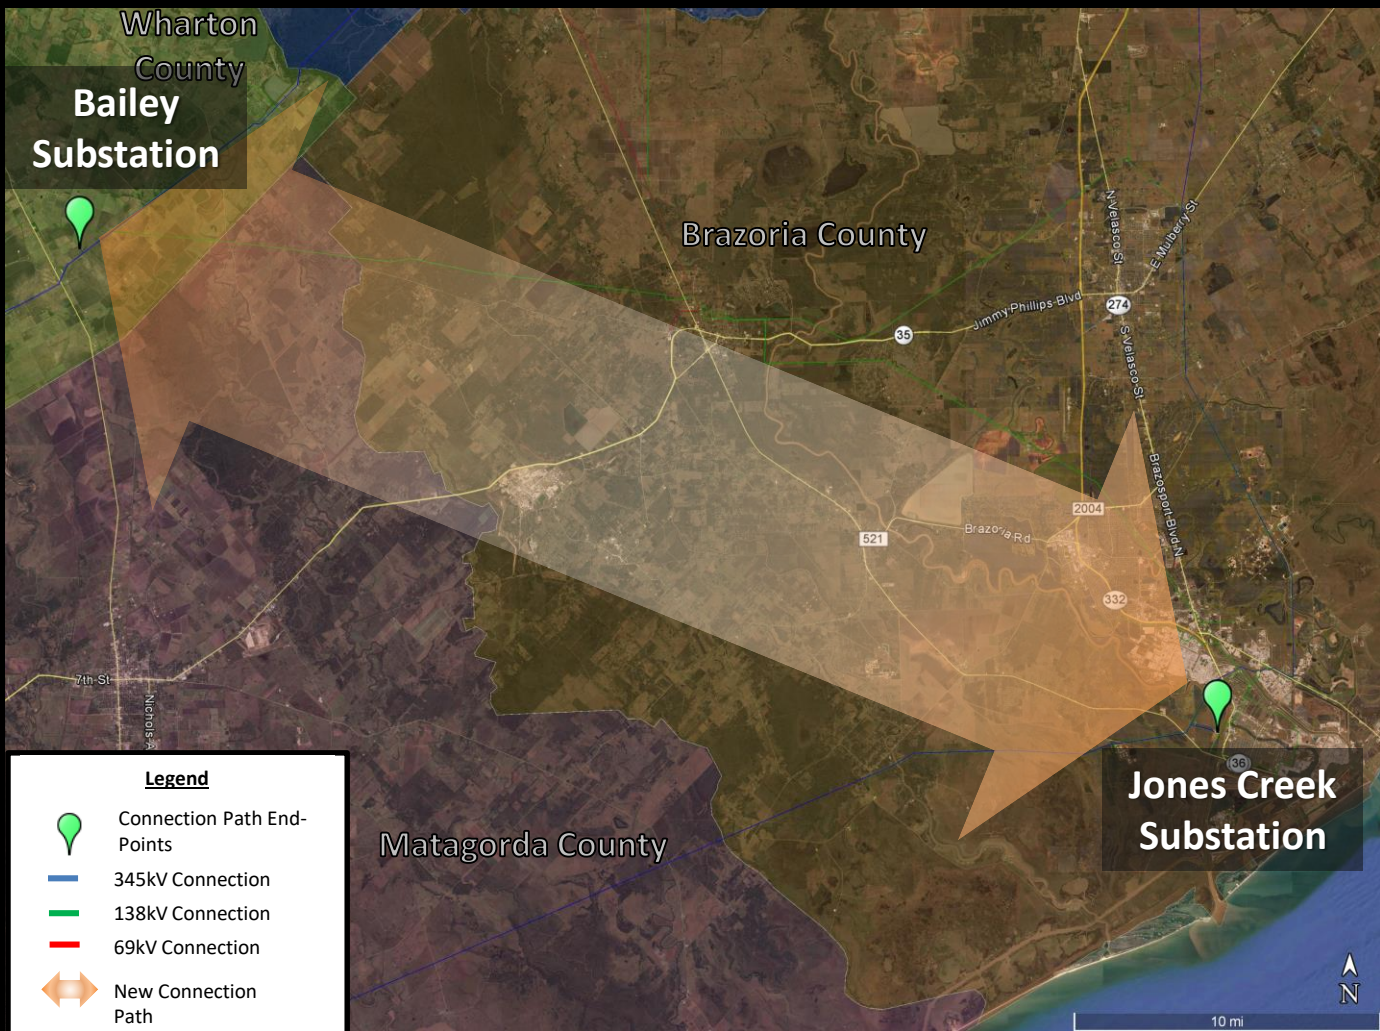 Wharton
County
Bailey
Substation
Brazoria County
N Velasco St
E Mulberry St
Jimmy Phillips Blvd
274
35
S Velasco St
Brazosport Blvd N
2004
521
Brazoria Rd
332
7th St
Nichols A
36
Jones Creek
Substation
Matagorda County
Legend
Connection Path End-
Points
345kV Connection
138kV Connection
69kV Connection
New Connection
Path
N
10 mi